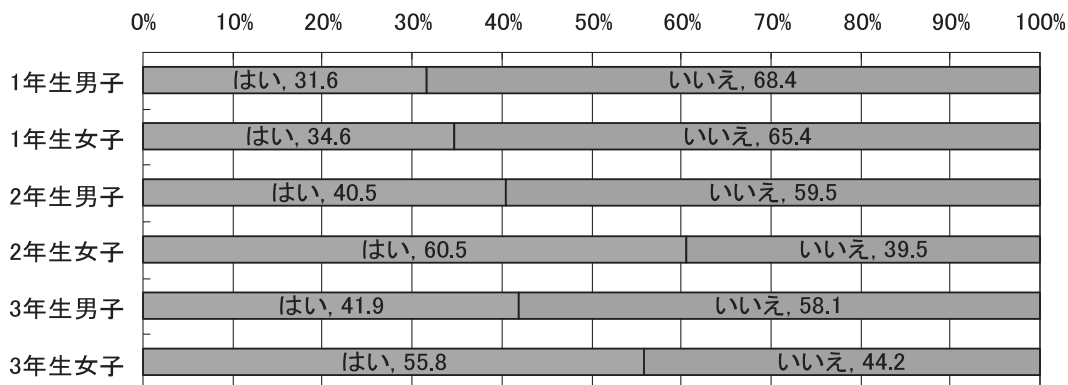 0% 10% 20% 30% 40% 50% 60% 70% 80% 90% 100%
1年生男子 はい, 31.6 いいえ, 68.4
1年生女子 はい, 34.6 いいえ, 65.4
2年生男子 はい, 40.5 いいえ, 59.5
2年生女子 はい, 60.5 いいえ, 39.5
3年生男子 はい, 41.9 いいえ, 58.1
3年生女子 はい, 55.8 いいえ, 44.2